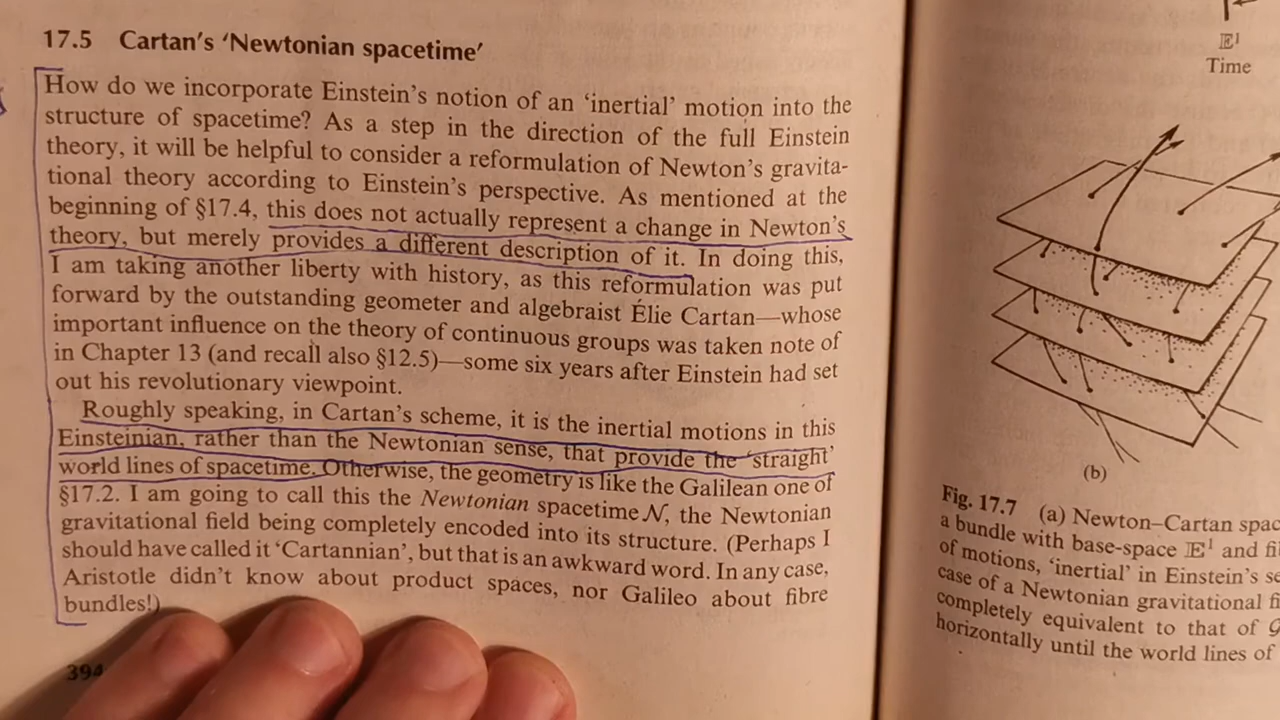 17.5 Cartan's 'Newtonian spacetime'
How do we incorporate Einstein's notion of an 'inertial' motion into the
structure of spacetime? As a step in the direction of the full Einstein
theory, it will be helpful to consider a reformulation of Newton's gravita-
tional theory according to Einstein's perspective. As mentioned at the
beginning of §17.4, this does not actually represent a change in Newton's
theory, but merely provides a different description of it. In doing this,
I am taking another liberty with history, as this reformulation was put
forward by the outstanding geometer and algebraist Élie Cartan—whose
important influence on the theory of continuous groups was taken note of
in Chapter 13 (and recall also §12.5)—some six years after Einstein had set
out his revolutionary viewpoint.
Roughly speaking, in Cartan's scheme, it is the inertial motions in this
Einsteinian, rather than the Newtonian sense, that provide the 'straight'
world lines of spacetime. Otherwise, the geometry is like the Galilean one of
§17.2. I am going to call this the Newtonian spacetime 𝒩, the Newtonian
gravitational field being completely encoded into its structure. (Perhaps I
should have called it 'Cartannian', but that is an awkward word. In any case,
Aristotle didn't know about product spaces, nor Galileo about fibre
bundles!)
394
𝔼¹
Time
(b)
Fig. 17.7 (a) Newton–Cartan spac
a bundle with base-space 𝔼¹ and fi
of motions, 'inertial' in Einstein's se
case of a Newtonian gravitational fi
completely equivalent to that of 𝒢
horizontally until the world lines of